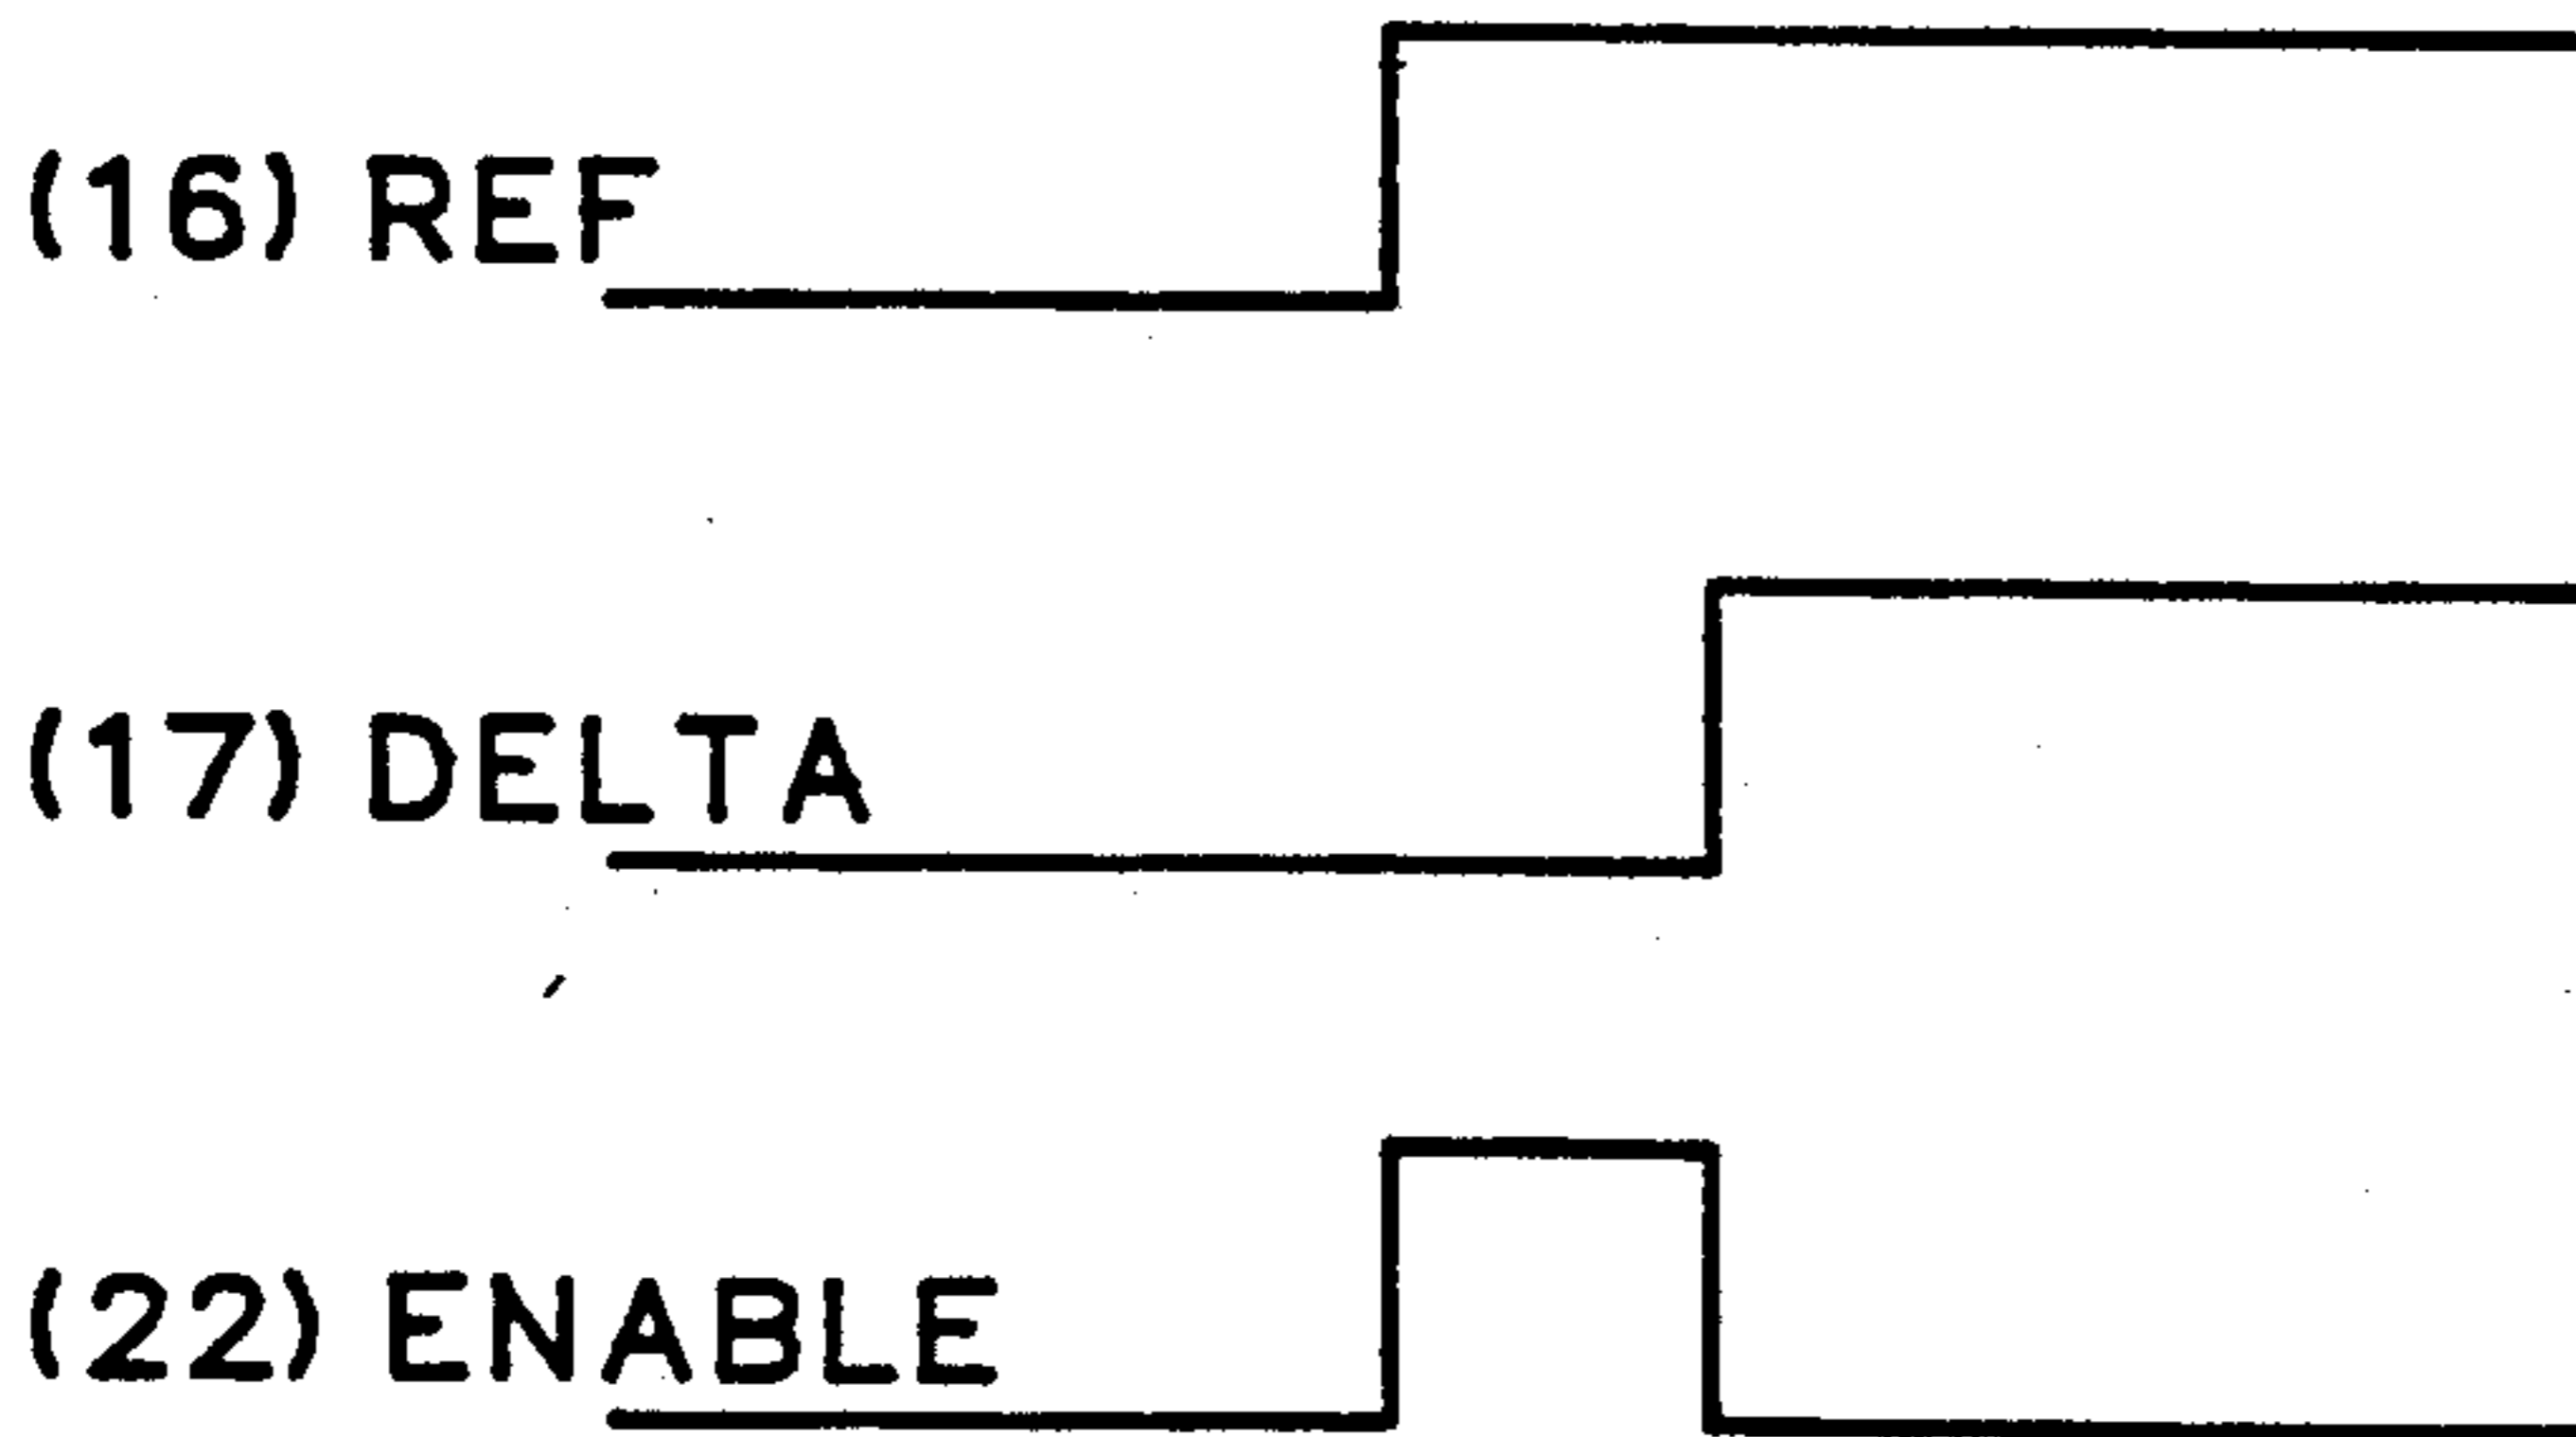 (16) REF
(17) DELTA
(22) ENABLE